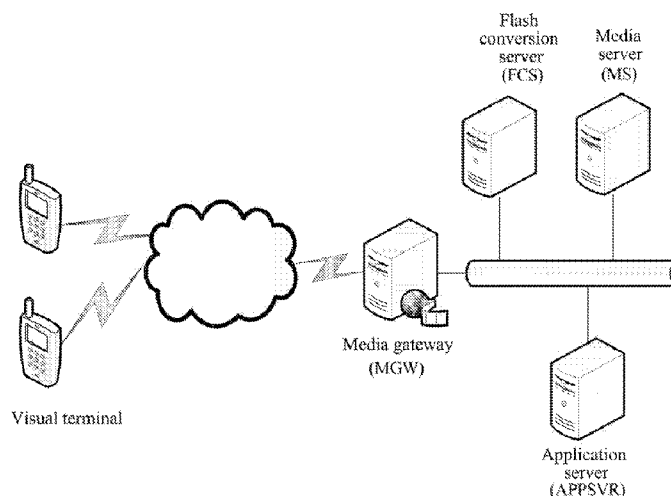 Flash
conversion
server
(FCS)
Media
server
(MS)
Media gateway
(MGW)
Visual terminal
Application
server
(APPSVR)